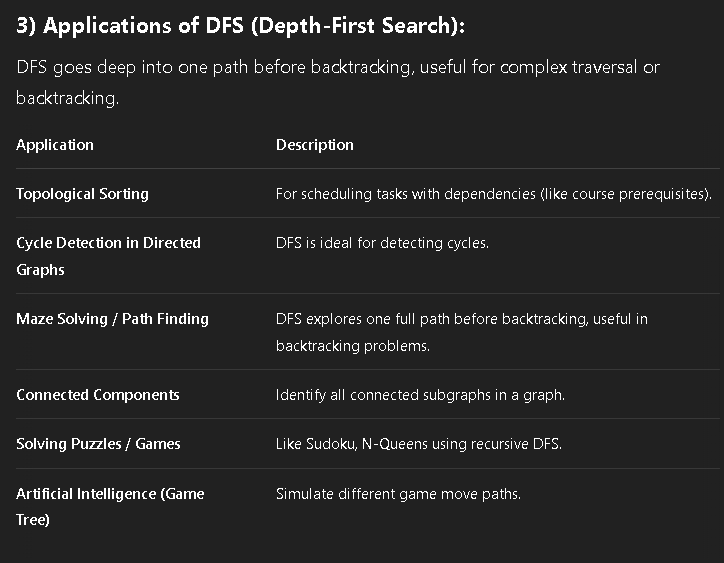 3) Applications of DFS (Depth-First Search):
DFS goes deep into one path before backtracking, useful for complex traversal or
backtracking.
Application Description
Topological Sorting For scheduling tasks with dependencies (like course prerequisites).
Cycle Detection in Directed DFS is ideal for detecting cycles.
Graphs
Maze Solving / Path Finding DFS explores one full path before backtracking, useful in
backtracking problems.
Connected Components Identify all connected subgraphs in a graph.
Solving Puzzles / Games Like Sudoku, N-Queens using recursive DFS.
Artificial Intelligence (Game Simulate different game move paths.
Tree)